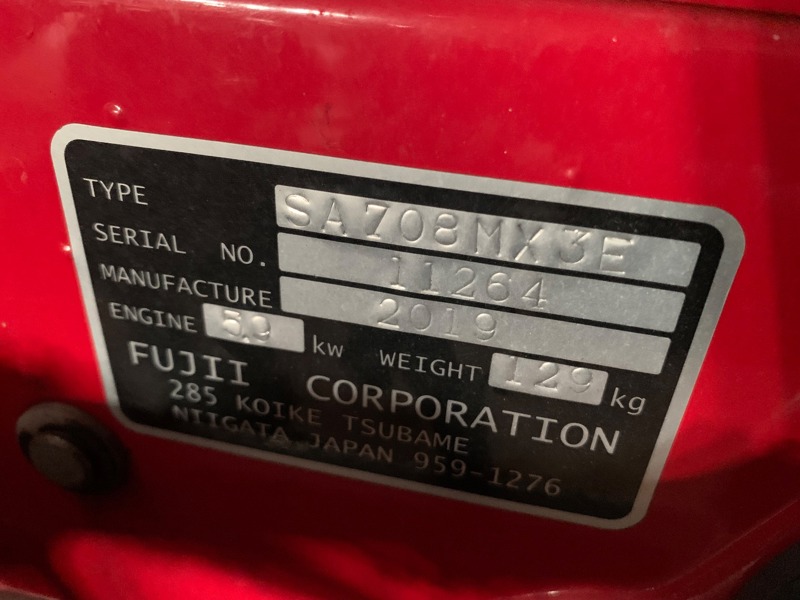 TYPE SA708MX3E
SERIAL NO. 11264
MANUFACTURE 2019
ENGINE 5.9 kw WEIGHT 129 kg
FUJII CORPORATION
285 KOIKE TSUBAME
NIIGATA JAPAN 959-1276